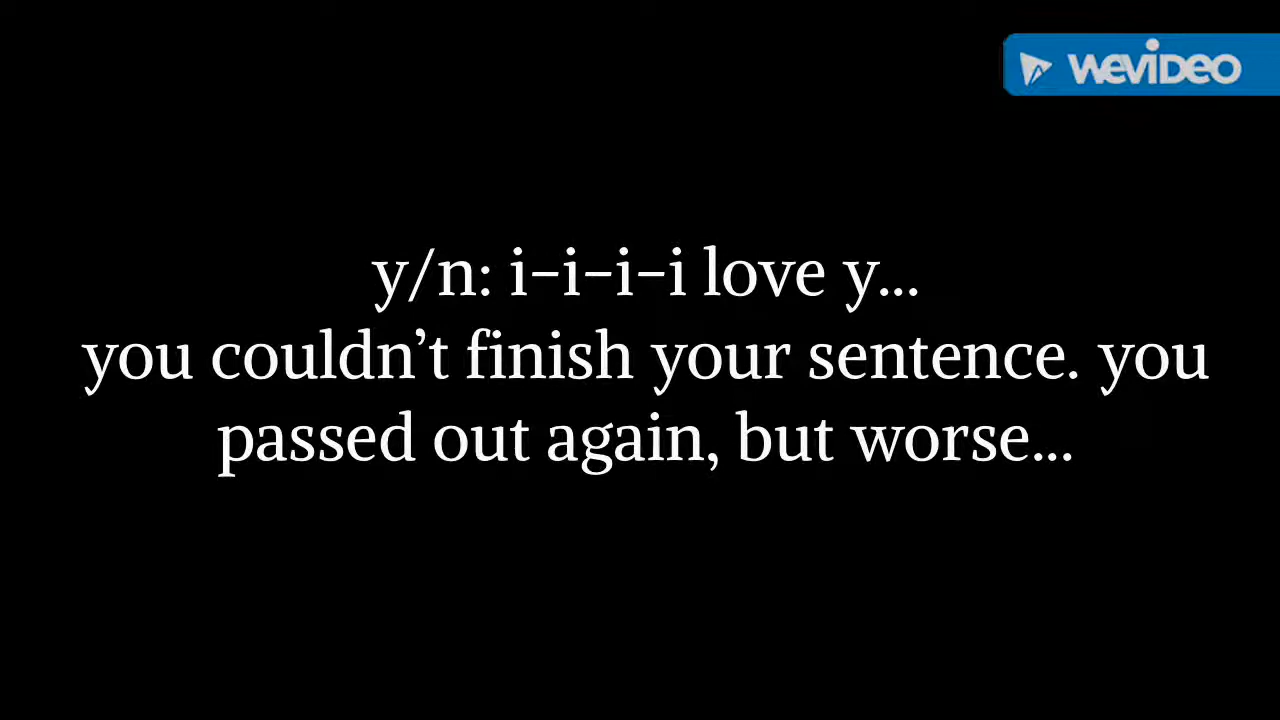 WEVIDEO
y/n: i-i-i-i love y...
you couldn’t finish your sentence. you
passed out again, but worse...